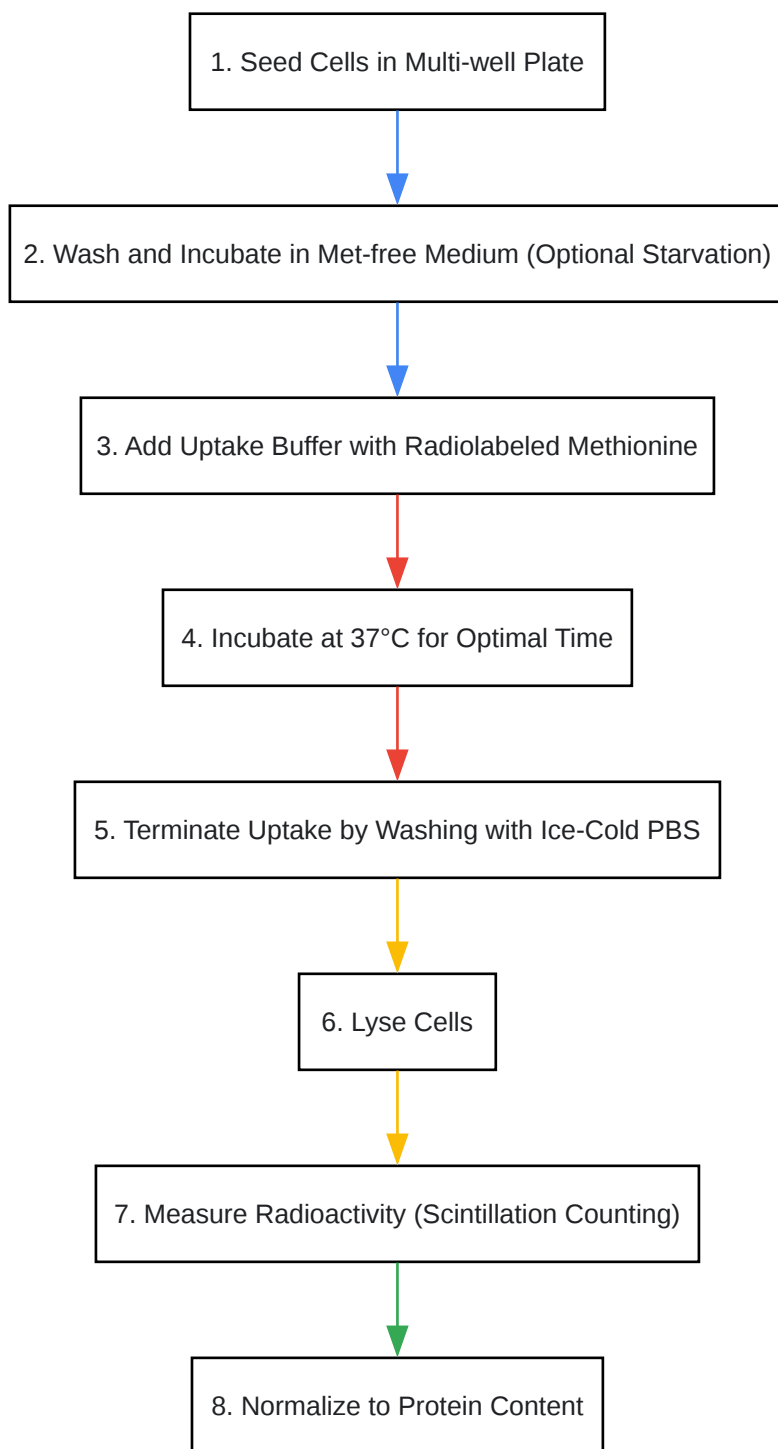 1. Seed Cells in Multi-well Plate
2. Wash and Incubate in Met-free Medium (Optional Starvation)
3. Add Uptake Buffer with Radiolabeled Methionine
4. Incubate at 37°C for Optimal Time
5. Terminate Uptake by Washing with Ice-Cold PBS
6. Lyse Cells
7. Measure Radioactivity (Scintillation Counting)
8. Normalize to Protein Content